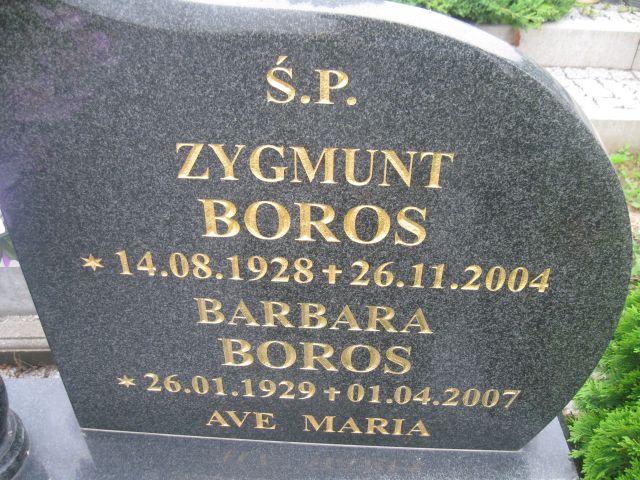 Ś.P.
ZYGMUNT
BOROS
* 14.08.1928 ✝ 26.11.2004
BARBARA
BOROS
* 26.01.1929 ✝ 01.04.2007
AVE MARIA